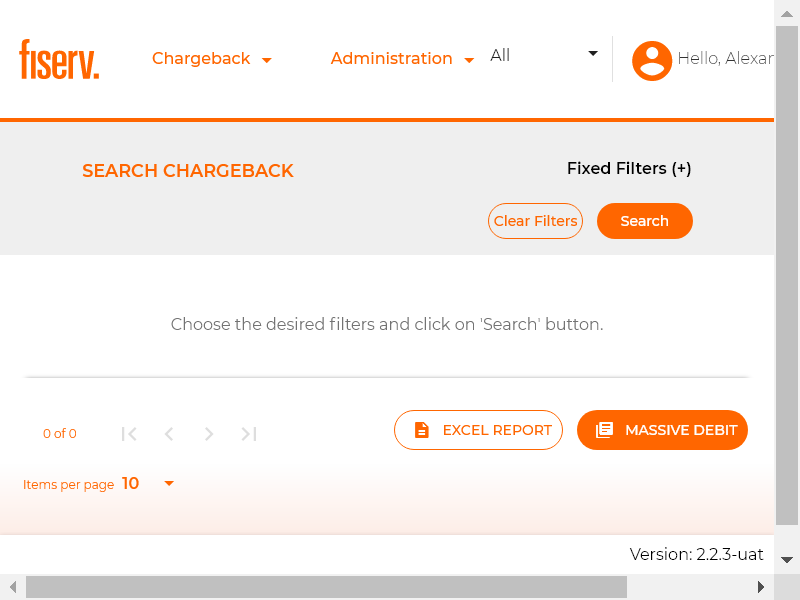 fiserv.
Chargeback
Administration
All
Hello, Alexar
SEARCH CHARGEBACK
Fixed Filters (+)
Clear Filters
Search
Choose the desired filters and click on 'Search' button.
0 of 0
EXCEL REPORT
MASSIVE DEBIT
Items per page 10
Version: 2.2.3-uat